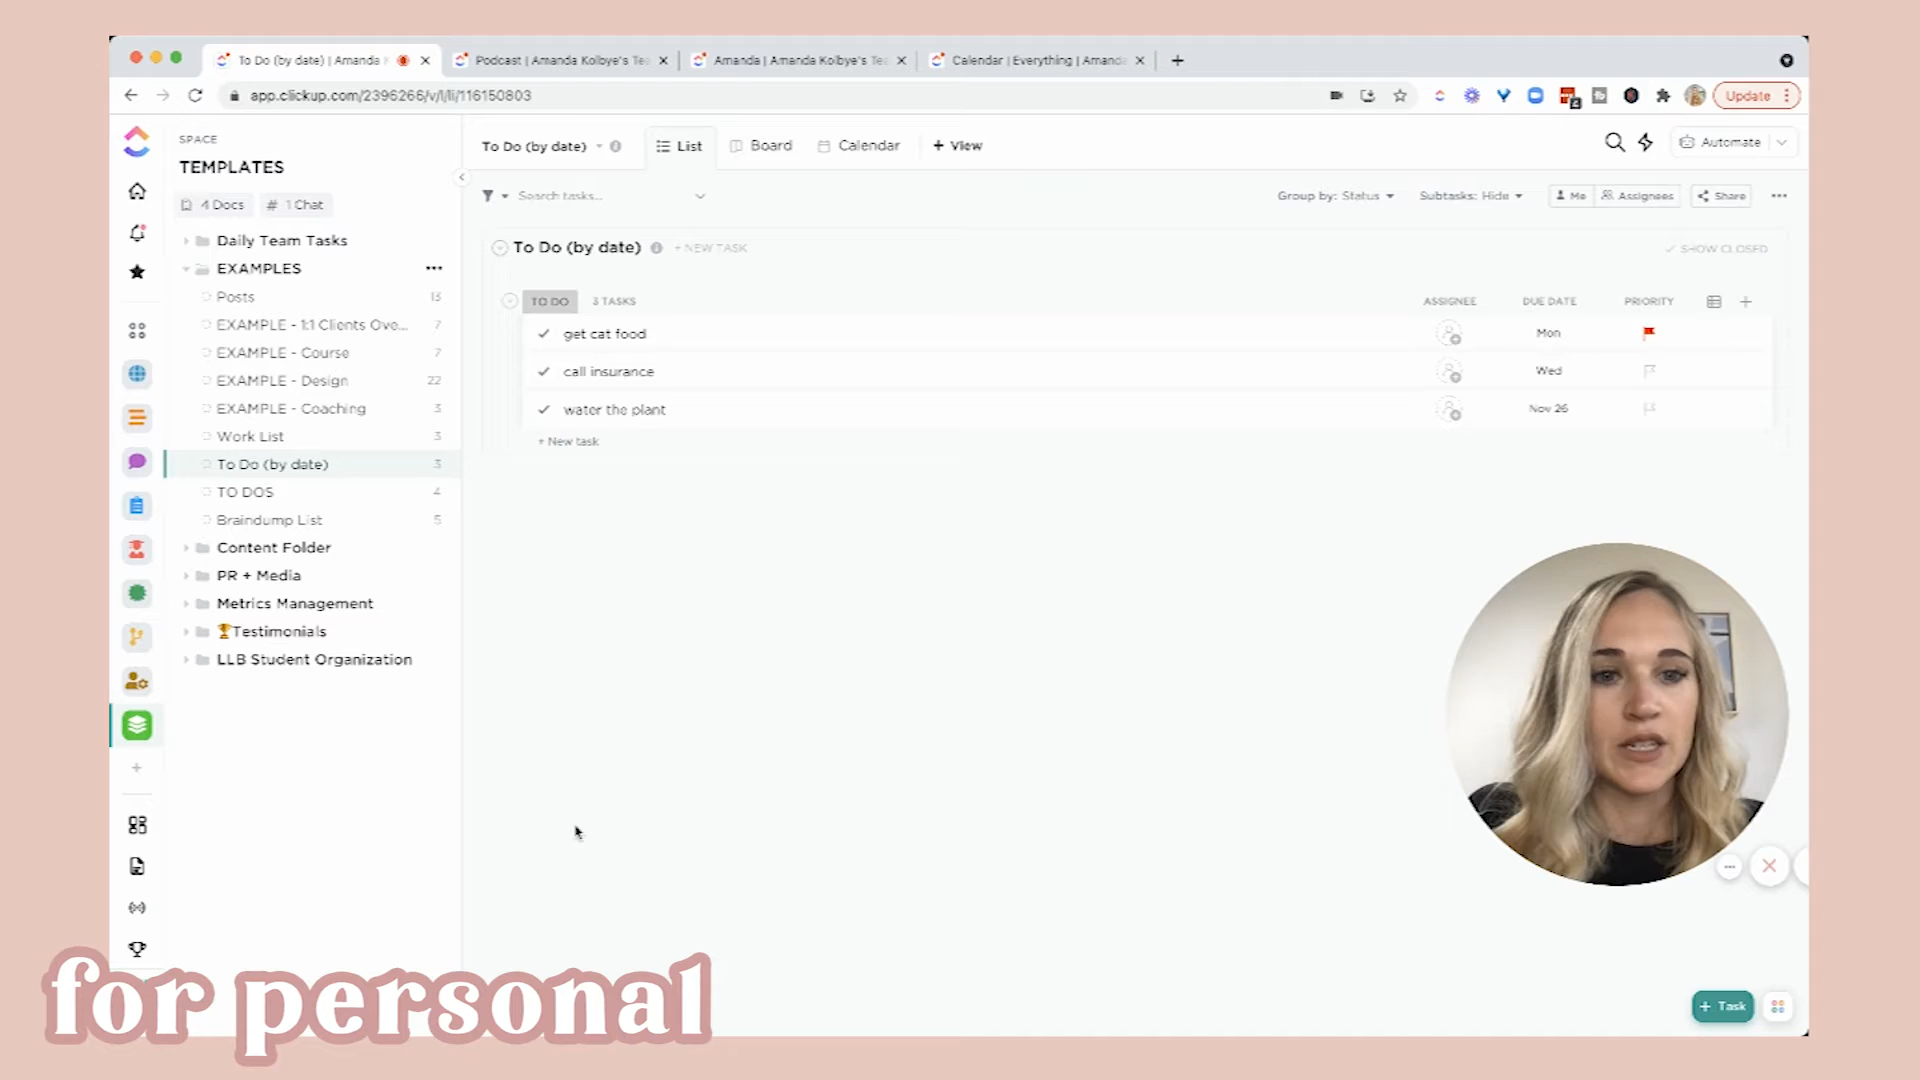 To Do (by date) | Amanda
Podcast | Amanda Kolbye's Te
Amanda | Amanda Kolbye's Tea
Calendar | Everything | Amanda
app.clickup.com/2396266/v/l/li/116150803
Update
SPACE
TEMPLATES
4 Docs
# 1 Chat
Daily Team Tasks
EXAMPLES
Posts 13
EXAMPLE - 1:1 Clients Ove... 7
EXAMPLE - Course 7
EXAMPLE - Design 22
EXAMPLE - Coaching 3
Work List 3
To Do (by date) 3
TO DOS 4
Braindump List 5
Content Folder
PR + Media
Metrics Management
Testimonials
LLB Student Organization
To Do (by date)
List
Board
Calendar
+ View
Automate
Search tasks...
Group by: Status
Subtasks: Hide
Me
Assignees
Share
To Do (by date)
+ NEW TASK
SHOW CLOSED
TO DO
3 TASKS
ASSIGNEE
DUE DATE
PRIORITY
get cat food Mon
call insurance Wed
water the plant Nov 26
+ New task
+ Task
for personal